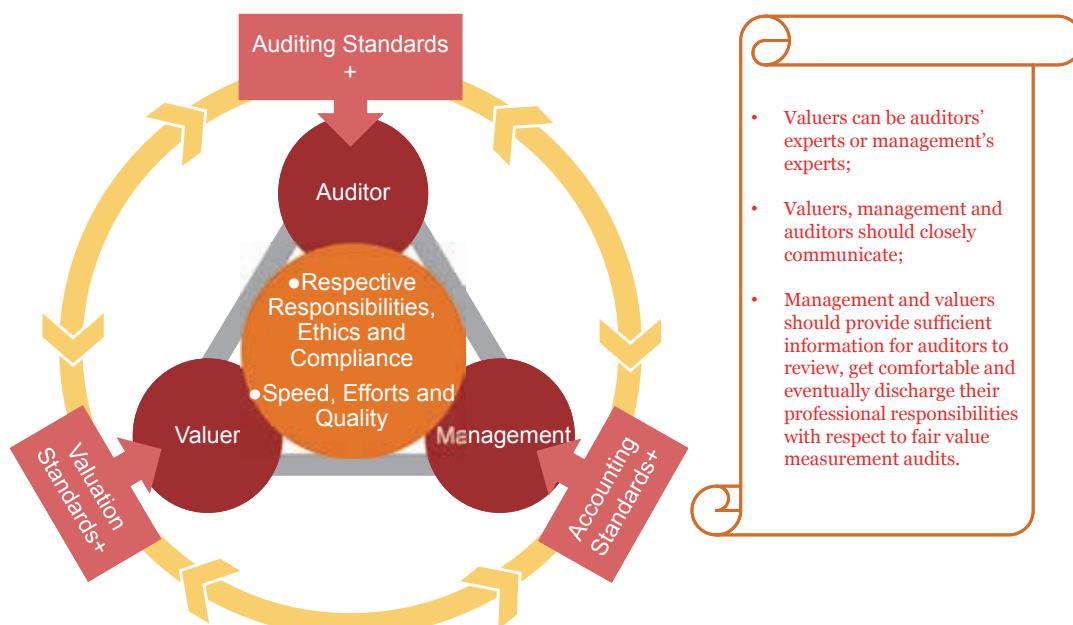 Auditing Standards
+
Auditor
●Respective
Responsibilities,
Ethics and
Compliance
●Speed, Efforts and
Quality
Valuer
Management
Valuation
Standards+
Accounting
Standards+
• Valuers can be auditors’
experts or management’s
experts;
• Valuers, management and
auditors should closely
communicate;
• Management and valuers
should provide sufficient
information for auditors to
review, get comfortable and
eventually discharge their
professional responsibilities
with respect to fair value
measurement audits.